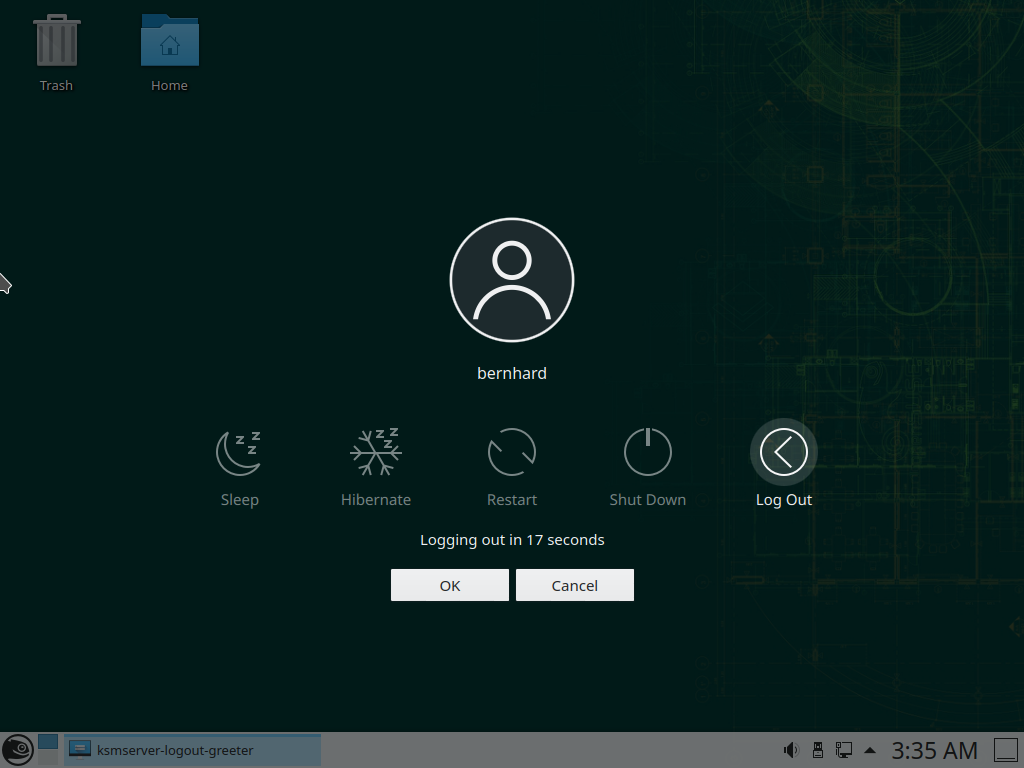 Trash
Home
bernhard
Sleep
Hibernate
Restart
Shut Down
Log Out
Logging out in 17 seconds
OK
Cancel
ksmserver-logout-greeter
3:35 AM